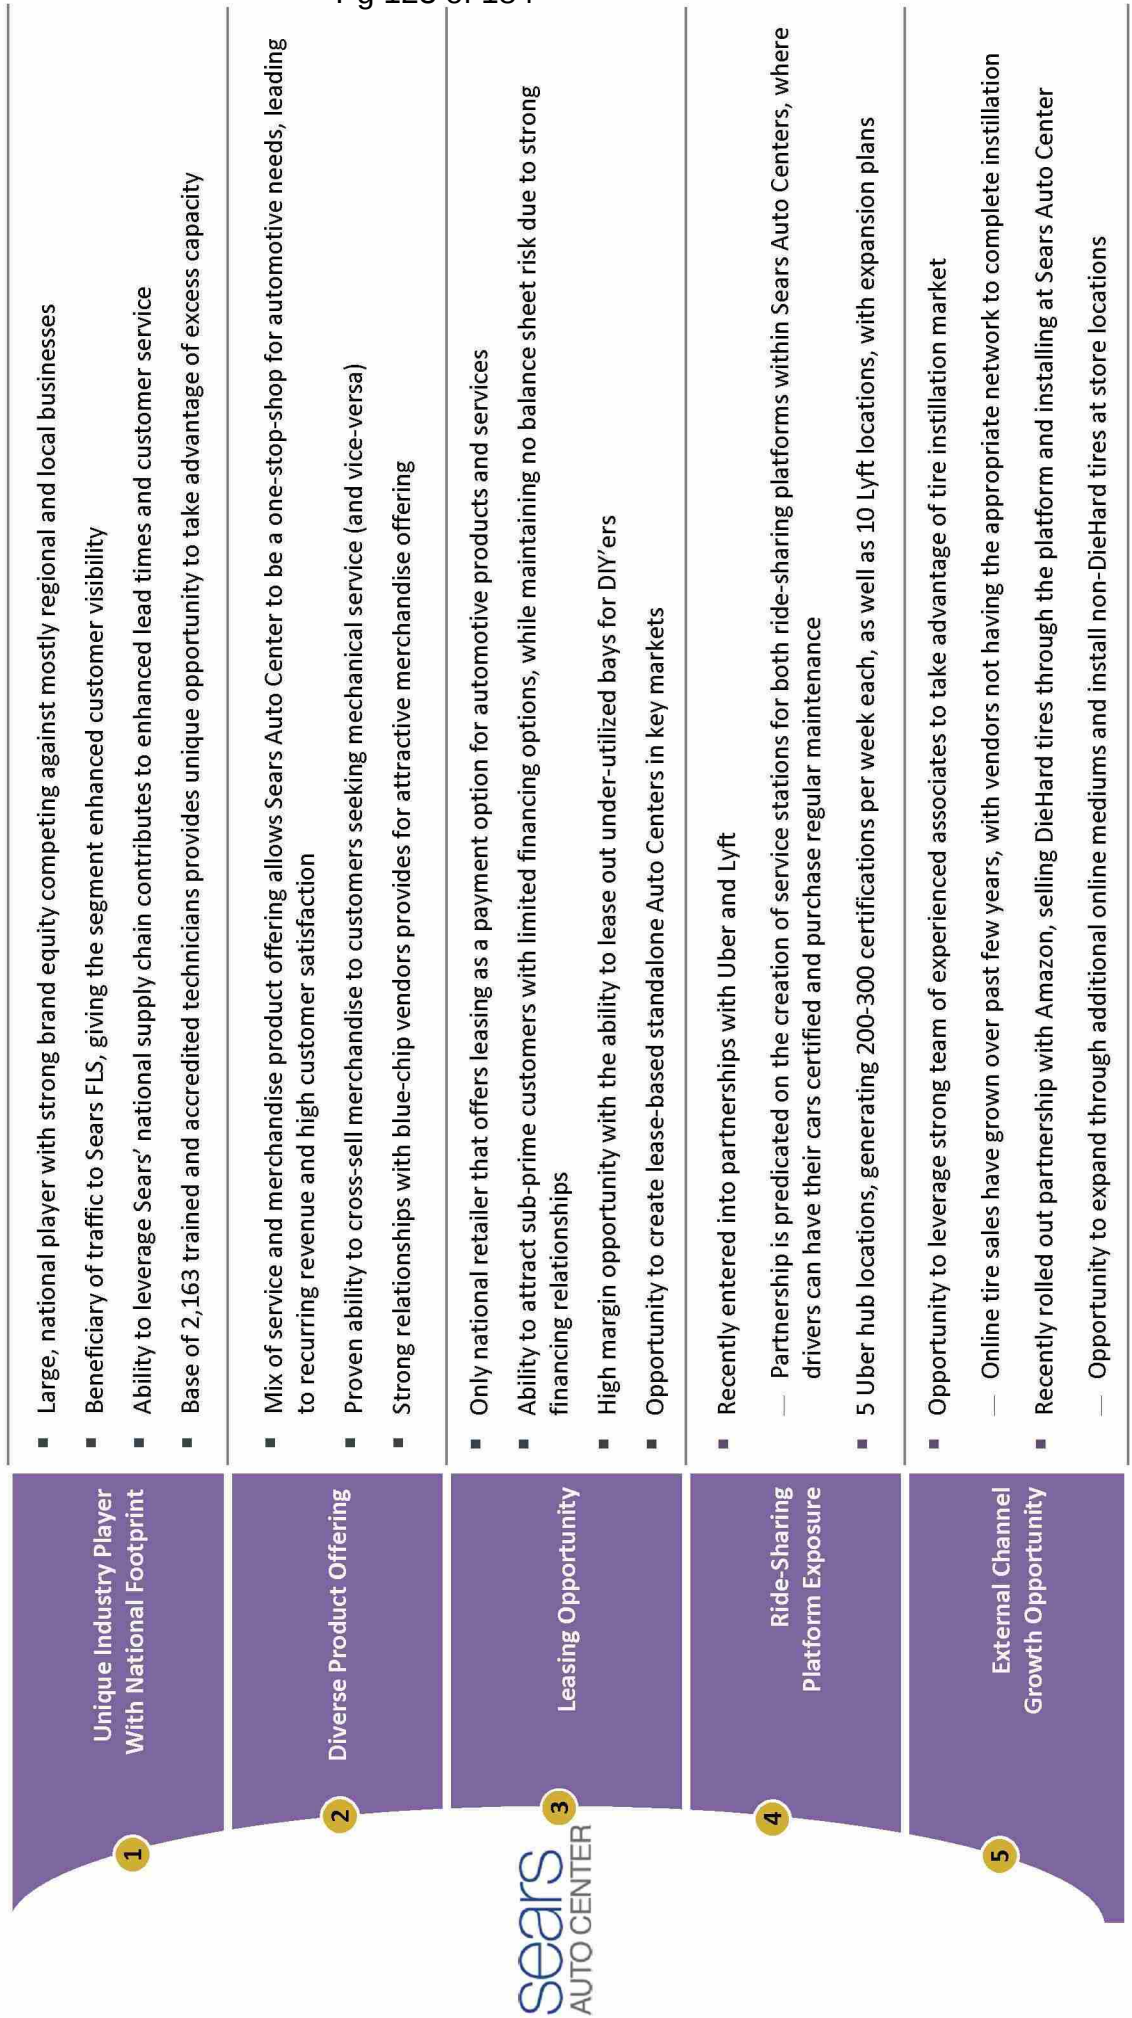 Pg 123 of 134
sears
AUTO CENTER
1
Unique Industry Player
With National Footprint
Large, national player with strong brand equity competing against mostly regional and local businesses
Beneficiary of traffic to Sears FLS, giving the segment enhanced customer visibility
Ability to leverage Sears' national supply chain contributes to enhanced lead times and customer service
Base of 2,163 trained and accredited technicians provides unique opportunity to take advantage of excess capacity
2
Diverse Product Offering
Mix of service and merchandise product offering allows Sears Auto Center to be a one-stop-shop for automotive needs, leading
to recurring revenue and high customer satisfaction
Proven ability to cross-sell merchandise to customers seeking mechanical service (and vice-versa)
Strong relationships with blue-chip vendors provides for attractive merchandise offering
3
Leasing Opportunity
Only national retailer that offers leasing as a payment option for automotive products and services
Ability to attract sub-prime customers with limited financing options, while maintaining no balance sheet risk due to strong
financing relationships
High margin opportunity with the ability to lease out under-utilized bays for DIY'ers
Opportunity to create lease-based standalone Auto Centers in key markets
4
Ride-Sharing
Platform Exposure
Recently entered into partnerships with Uber and Lyft
— Partnership is predicated on the creation of service stations for both ride-sharing platforms within Sears Auto Centers, where
drivers can have their cars certified and purchase regular maintenance
5 Uber hub locations, generating 200-300 certifications per week each, as well as 10 Lyft locations, with expansion plans
5
External Channel
Growth Opportunity
Opportunity to leverage strong team of experienced associates to take advantage of tire instillation market
— Online tire sales have grown over past few years, with vendors not having the appropriate network to complete instillation
Recently rolled out partnership with Amazon, selling DieHard tires through the platform and installing at Sears Auto Center
— Opportunity to expand through additional online mediums and install non-DieHard tires at store locations